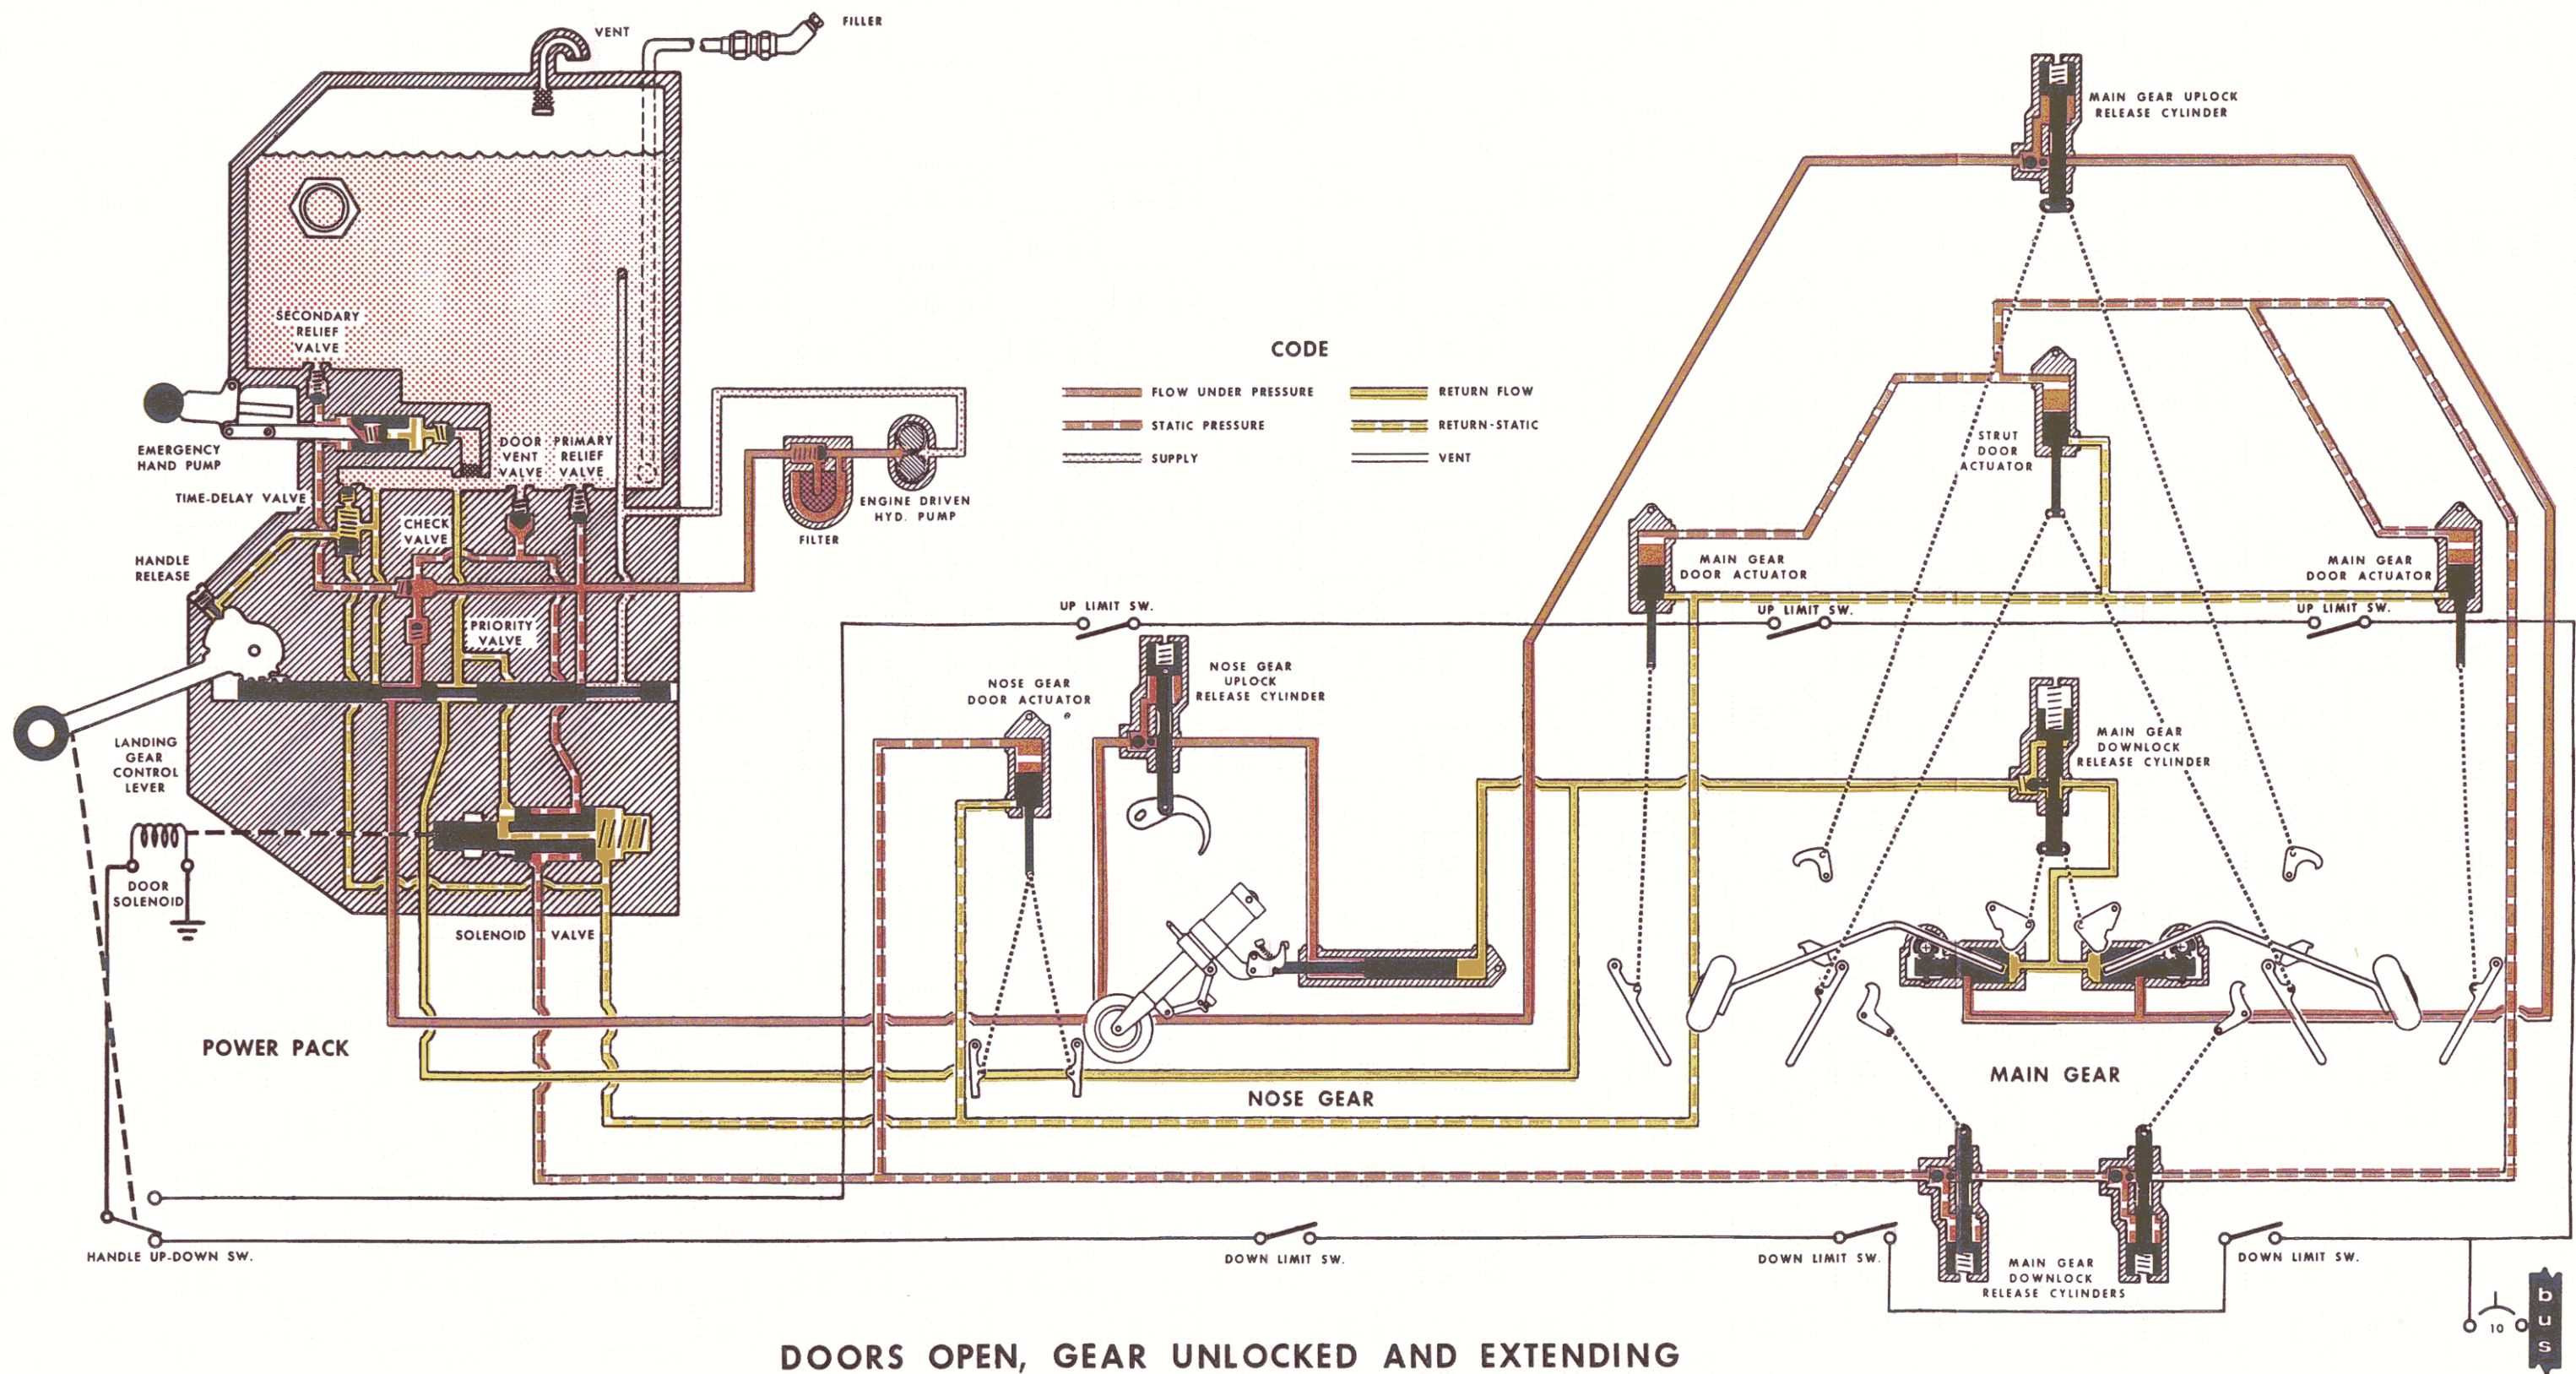 VENT
FILLER
MAIN GEAR UPLOCK
RELEASE CYLINDER
SECONDARY
RELIEF
VALVE
CODE
FLOW UNDER PRESSURE
RETURN FLOW
STATIC PRESSURE
RETURN-STATIC
SUPPLY
VENT
EMERGENCY
HAND PUMP
DOOR
VENT
VALVE
PRIMARY
RELIEF
VALVE
STRUT
DOOR
ACTUATOR
TIME-DELAY VALVE
ENGINE DRIVEN
HYD. PUMP
CHECK
VALVE
FILTER
HANDLE
RELEASE
MAIN GEAR
DOOR ACTUATOR
MAIN GEAR
DOOR ACTUATOR
UP LIMIT SW.
UP LIMIT SW.
UP LIMIT SW.
PRIORITY
VALVE
NOSE GEAR
DOOR ACTUATOR
NOSE GEAR
UPLOCK
RELEASE CYLINDER
LANDING
GEAR
CONTROL
LEVER
MAIN GEAR
DOWNLOCK
RELEASE CYLINDER
DOOR
SOLENOID
SOLENOID VALVE
POWER PACK
NOSE GEAR
MAIN GEAR
HANDLE UP-DOWN SW.
DOWN LIMIT SW.
DOWN LIMIT SW.
MAIN GEAR
DOWNLOCK
RELEASE CYLINDERS
DOWN LIMIT SW.
10
bus
DOORS OPEN, GEAR UNLOCKED AND EXTENDING